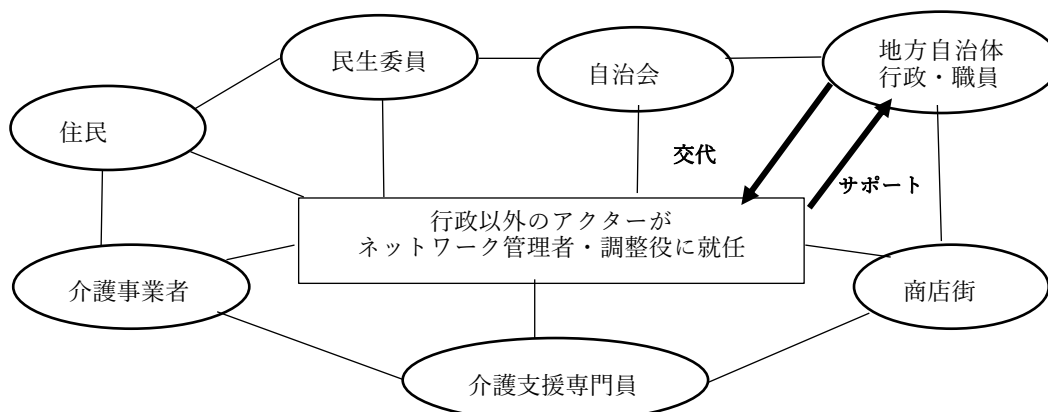 民生委員
自治会
地方自治体
行政・職員
住民
交代
サポート
行政以外のアクターが
ネットワーク管理者・調整役に就任
介護事業者
商店街
介護支援専門員